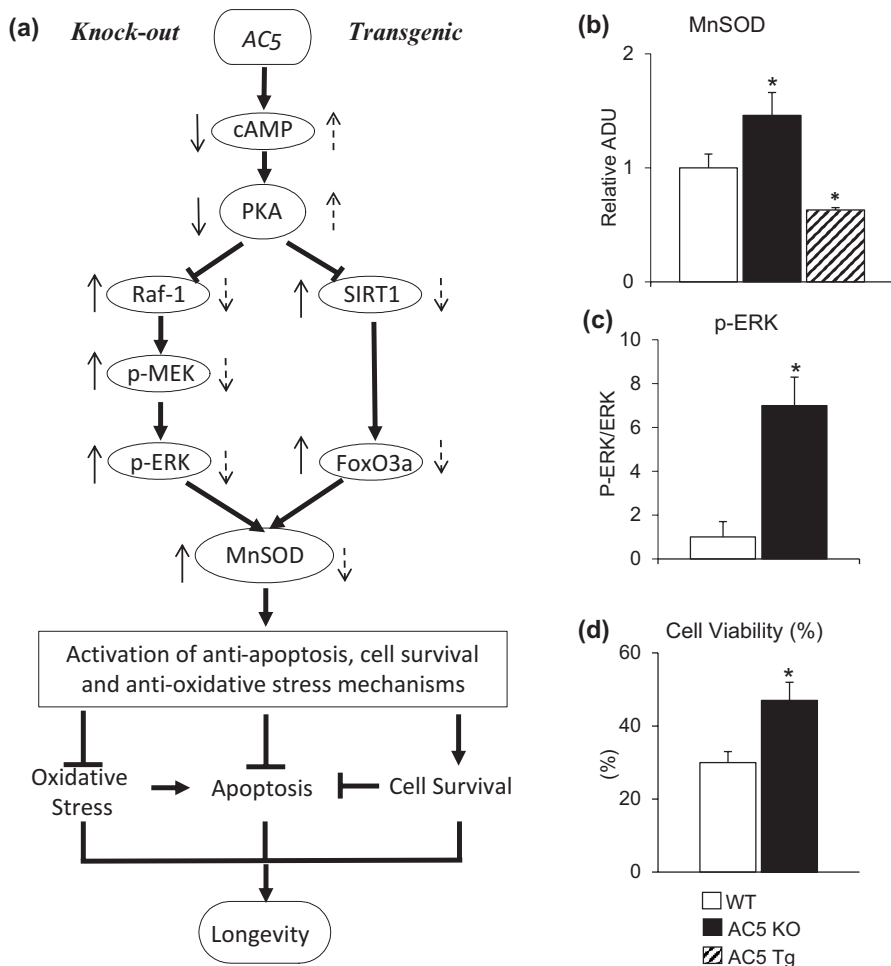 (a)
Knock-out
Transgenic
AC5
cAMP
PKA
Raf-1
SIRT1
p-MEK
p-ERK
FoxO3a
MnSOD
Activation of anti-apoptosis, cell survival
and anti-oxidative stress mechanisms
Oxidative
Stress
Apoptosis
Cell Survival
Longevity
(b)
MnSOD
Relative ADU
2
1
0
*
*
(c)
p-ERK
P-ERK/ERK
10
8
6
4
2
0
*
(d)
Cell Viability (%)
(%)
60
40
20
0
*
WT
AC5 KO
AC5 Tg